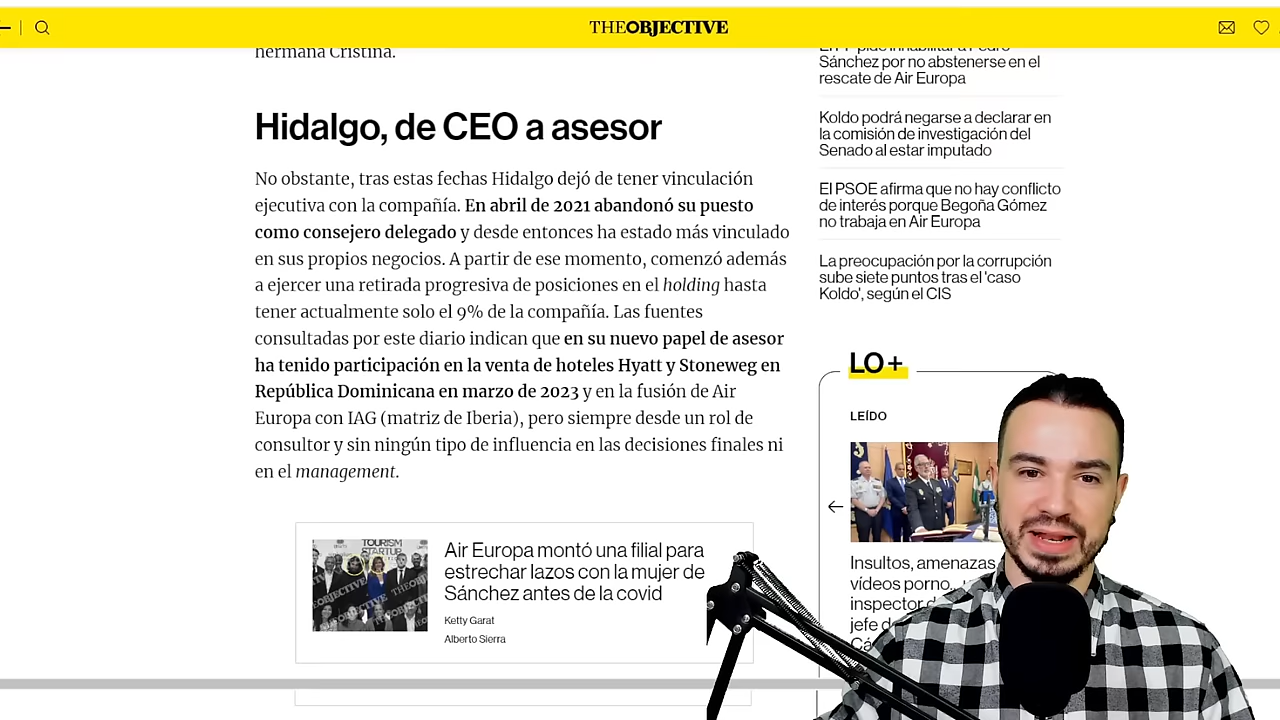 THEOBJECTIVE
hermana Cristina.
Hidalgo, de CEO a asesor
No obstante, tras estas fechas Hidalgo dejó de tener vinculación
ejecutiva con la compañía. En abril de 2021 abandonó su puesto
como consejero delegado y desde entonces ha estado más vinculado
en sus propios negocios. A partir de ese momento, comenzó además
a ejercer una retirada progresiva de posiciones en el holding hasta
tener actualmente solo el 9% de la compañía. Las fuentes
consultadas por este diario indican que en su nuevo papel de asesor
ha tenido participación en la venta de hoteles Hyatt y Stoneweg en
República Dominicana en marzo de 2023 y en la fusión de Air
Europa con IAG (matriz de Iberia), pero siempre desde un rol de
consultor y sin ningún tipo de influencia en las decisiones finales ni
en el management.
TOURISM
STARTUP
Air Europa montó una filial para
estrechar lazos con la mujer de
Sánchez antes de la covid
Ketty Garat
Alberto Sierra
El PP pide inhabilitar a Pedro
Sánchez por no abstenerse en el
rescate de Air Europa
Koldo podrá negarse a declarar en
la comisión de investigación del
Senado al estar imputado
El PSOE afirma que no hay conflicto
de interés porque Begoña Gómez
no trabaja en Air Europa
La preocupación por la corrupción
sube siete puntos tras el 'caso
Koldo', según el CIS
LO+
LEÍDO
Insultos, amenazas
vídeos porno...
inspector
jefe